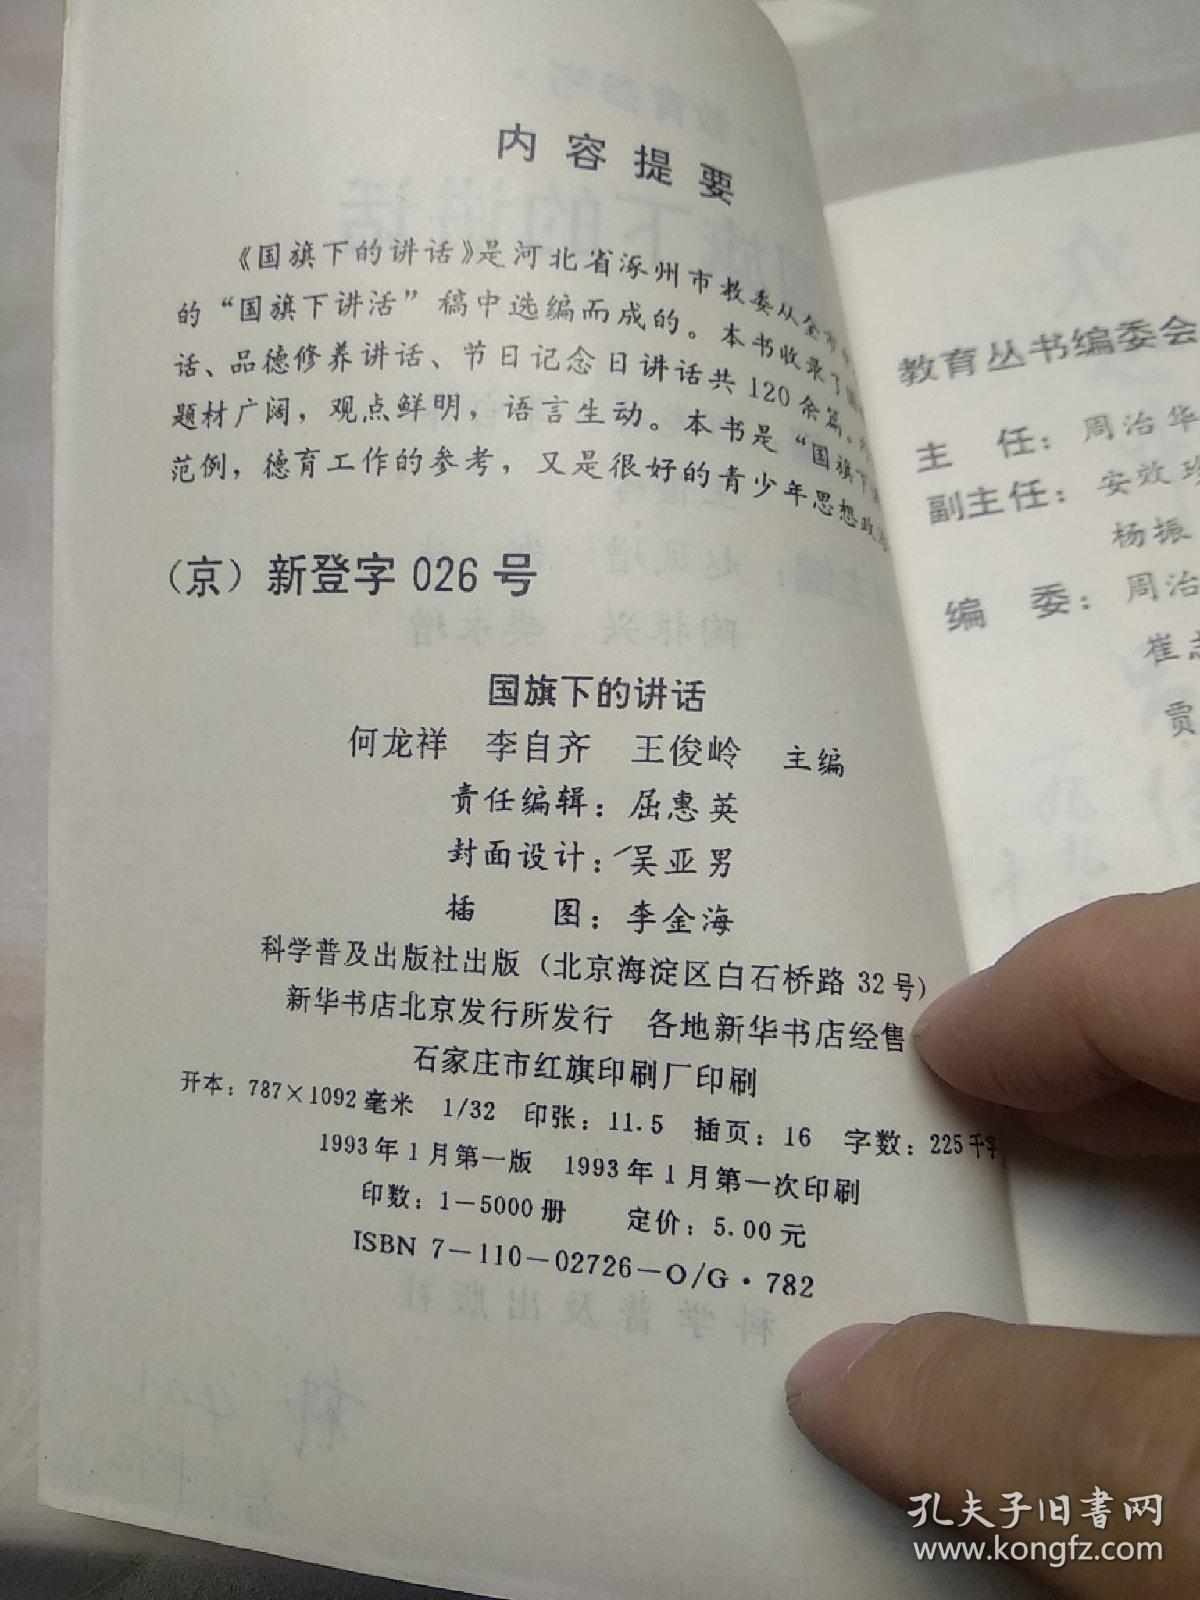 内容提要
《国旗下的讲话》是河北省涿州市教委从全市
的“国旗下讲活”稿中选编而成的。本书收录了国
话、品德修养讲话、节日记念日讲话共120余篇。
题材广阔，观点鲜明，语言生动。本书是“国旗下
范例，德育工作的参考，又是很好的青少年思想政
(京) 新登字 026 号
国旗下的讲话
何龙祥 李自齐 王俊岭 主编
责任编辑：屈惠英
封面设计：吴亚男
插 图：李金海
科学普及出版社出版（北京海淀区白石桥路 32号）
新华书店北京发行所发行 各地新华书店经售
石家庄市红旗印刷厂印刷
开本：787×1092毫米 1/32 印张：11.5 插页：16 字数：225千字
1993年1月第一版 1993年1月第一次印刷
印数：1－5000册 定价：5.00元
ISBN 7－110－02726－O/G·782
教育丛书编委会
主 任：周治华
副主任：安效珍
杨振
编 委：周治
崔志
贾
孔夫子旧书网
www.kongfz.com